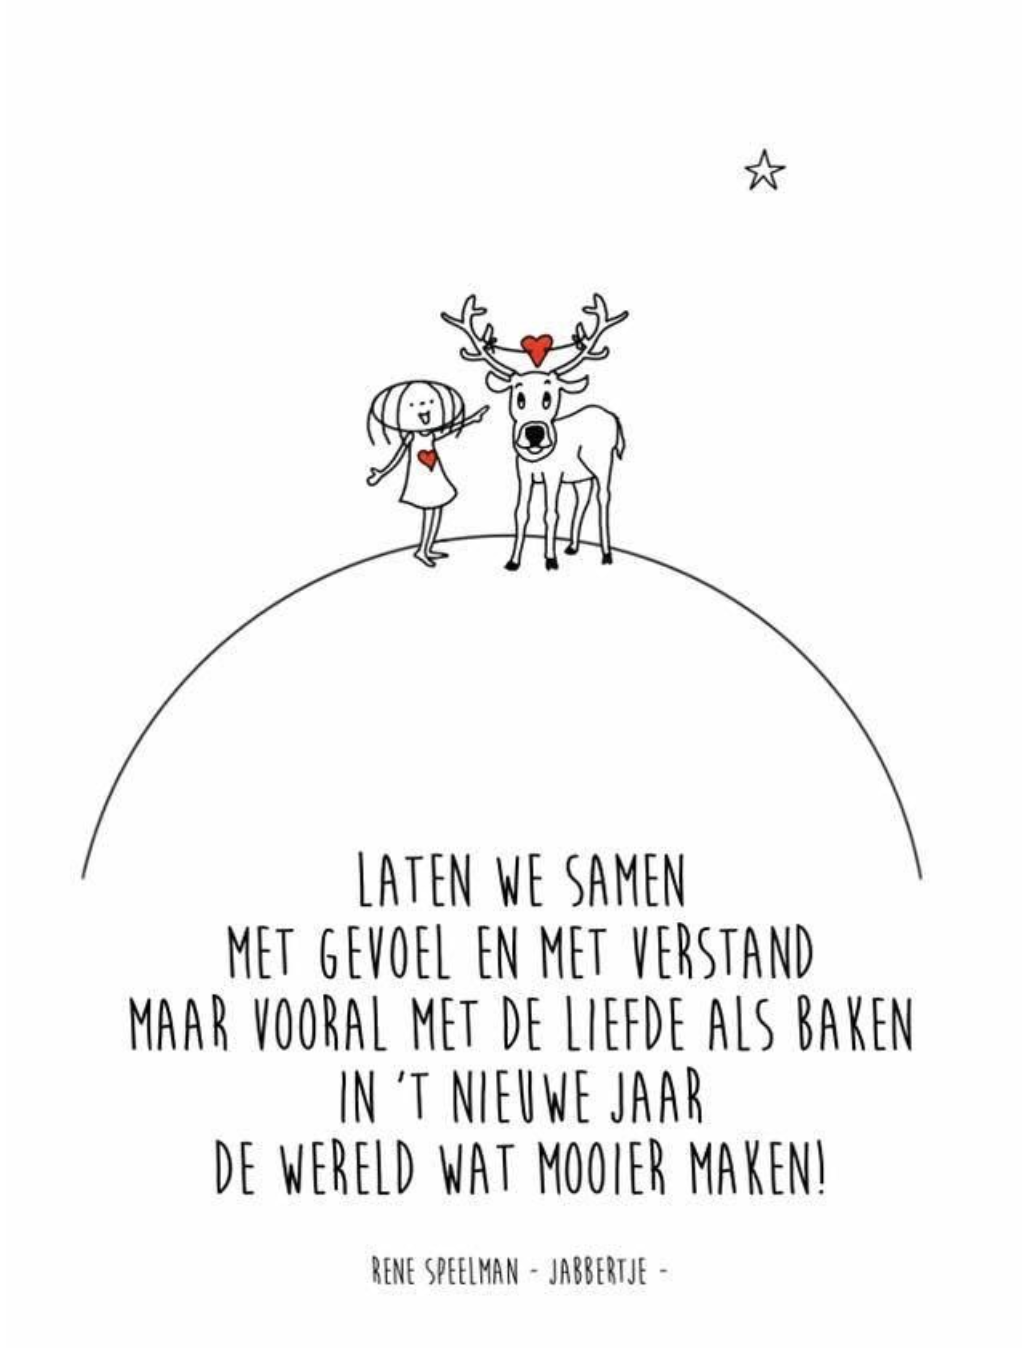 LATEN WE SAMEN
MET GEVOEL EN MET VERSTAND
MAAR VOORAL MET DE LIEFDE ALS BAKEN
IN 'T NIEUWE JAAR
DE WERELD WAT MOOIER MAKEN!
RENE SPEELMAN - JABBERTJE -